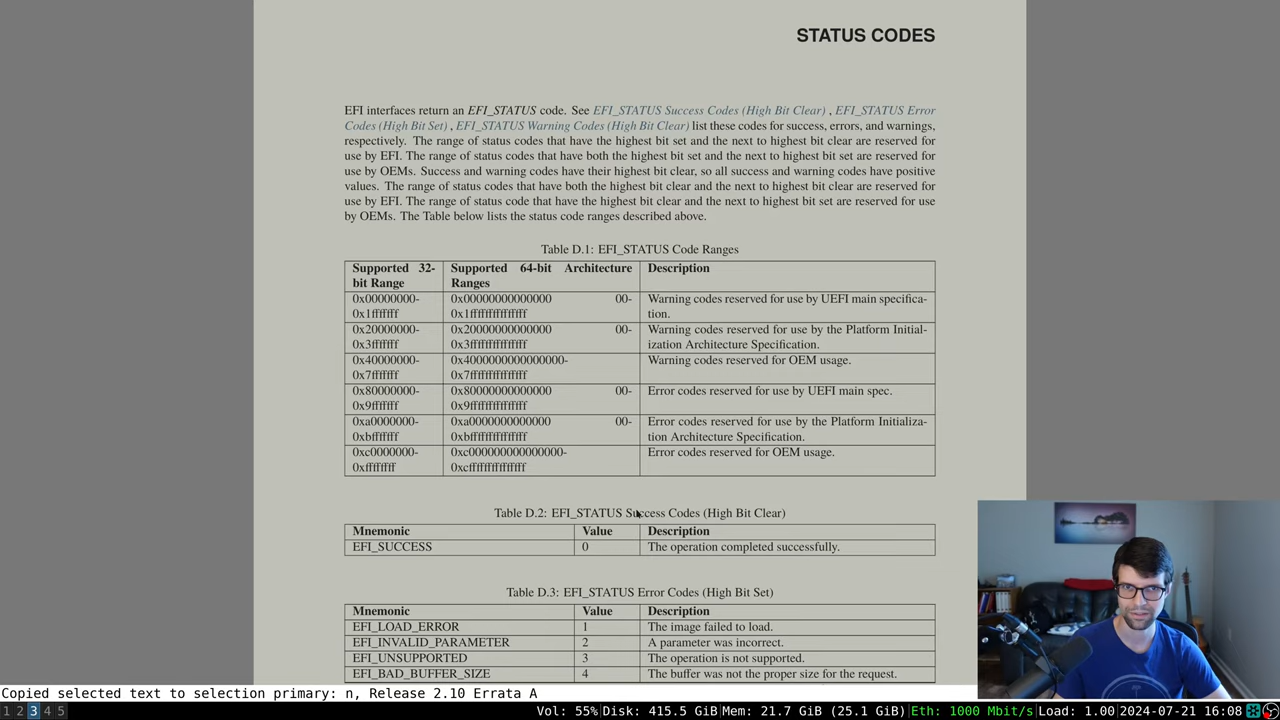 STATUS CODES
EFI interfaces return an EFI_STATUS code. See EFI_STATUS Success Codes (High Bit Clear) , EFI_STATUS Error
Codes (High Bit Set) , EFI_STATUS Warning Codes (High Bit Clear) list these codes for success, errors, and warnings,
respectively. The range of status codes that have the highest bit set and the next to highest bit clear are reserved for
use by EFI. The range of status codes that have both the highest bit set and the next to highest bit set are reserved for
use by OEMs. Success and warning codes have their highest bit clear, so all success and warning codes have positive
values. The range of status codes that have both the highest bit clear and the next to highest bit clear are reserved for
use by EFI. The range of status code that have the highest bit clear and the next to highest bit set are reserved for use
by OEMs. The Table below lists the status code ranges described above.
Table D.1: EFI_STATUS Code Ranges
Supported 32- Supported 64-bit Architecture Description
bit Range Ranges
0x00000000- 0x00000000000000 00- Warning codes reserved for use by UEFI main specifica-
0x1fffffff 0x1fffffffffffffff tion.
0x20000000- 0x20000000000000 00- Warning codes reserved for use by the Platform Initial-
0x3fffffff 0x3fffffffffffffff ization Architecture Specification.
0x40000000- 0x4000000000000000- Warning codes reserved for OEM usage.
0x7fffffff 0x7fffffffffffffff
0x80000000- 0x80000000000000 00- Error codes reserved for use by UEFI main spec.
0x9fffffff 0x9fffffffffffffff
0xa0000000- 0xa0000000000000 00- Error codes reserved for use by the Platform Initializa-
0xbfffffff 0xbfffffffffffffff tion Architecture Specification.
0xc0000000- 0xc000000000000000- Error codes reserved for OEM usage.
0xffffffff 0xcfffffffffffffff
Table D.2: EFI_STATUS Success Codes (High Bit Clear)
Mnemonic Value Description
EFI_SUCCESS 0 The operation completed successfully.
Table D.3: EFI_STATUS Error Codes (High Bit Set)
Mnemonic Value Description
EFI_LOAD_ERROR 1 The image failed to load.
EFI_INVALID_PARAMETER 2 A parameter was incorrect.
EFI_UNSUPPORTED 3 The operation is not supported.
EFI_BAD_BUFFER_SIZE 4 The buffer was not the proper size for the request.
Copied selected text to selection primary: n, Release 2.10 Errata A
1 2 3 4 5 Vol: 55% Disk: 415.5 GiB Mem: 21.7 GiB (25.1 GiB) Eth: 1000 Mbit/s Load: 1.00 2024-07-21 16:08